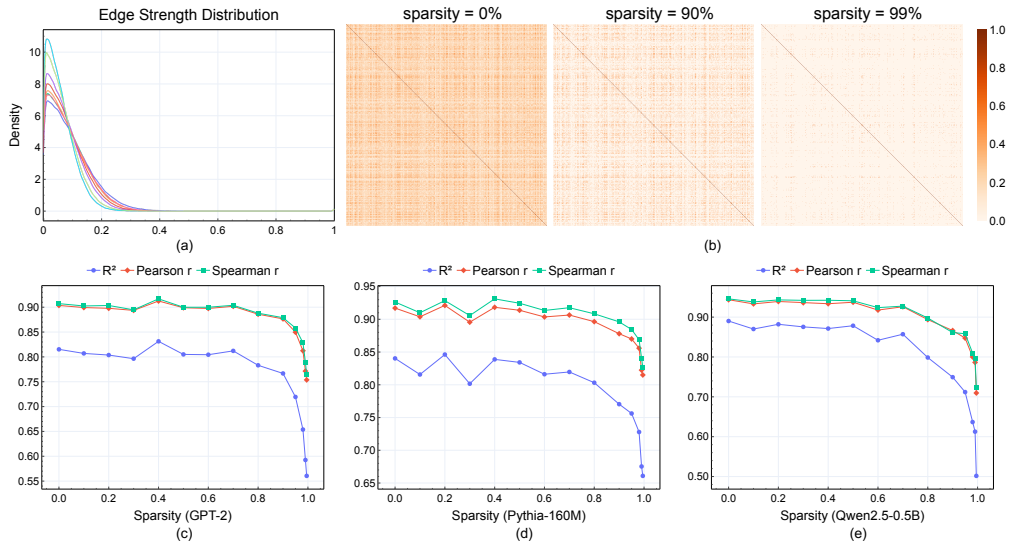 Edge Strength Distribution
sparsity = 0%
sparsity = 90%
sparsity = 99%
Density
10
8
6
4
2
0
0
0.2
0.4
0.6
0.8
1
(a)
(b)
1.0
0.8
0.6
0.4
0.2
0.0
R² Pearson r Spearman r
0.90
0.85
0.80
0.75
0.70
0.65
0.60
0.55
0.0 0.2 0.4 0.6 0.8 1.0
Sparsity (GPT-2)
(c)
R² Pearson r Spearman r
0.95
0.90
0.85
0.80
0.75
0.70
0.65
0.0 0.2 0.4 0.6 0.8 1.0
Sparsity (Pythia-160M)
(d)
R² Pearson r Spearman r
0.90
0.80
0.70
0.60
0.50
0.0 0.2 0.4 0.6 0.8 1.0
Sparsity (Qwen2.5-0.5B)
(e)